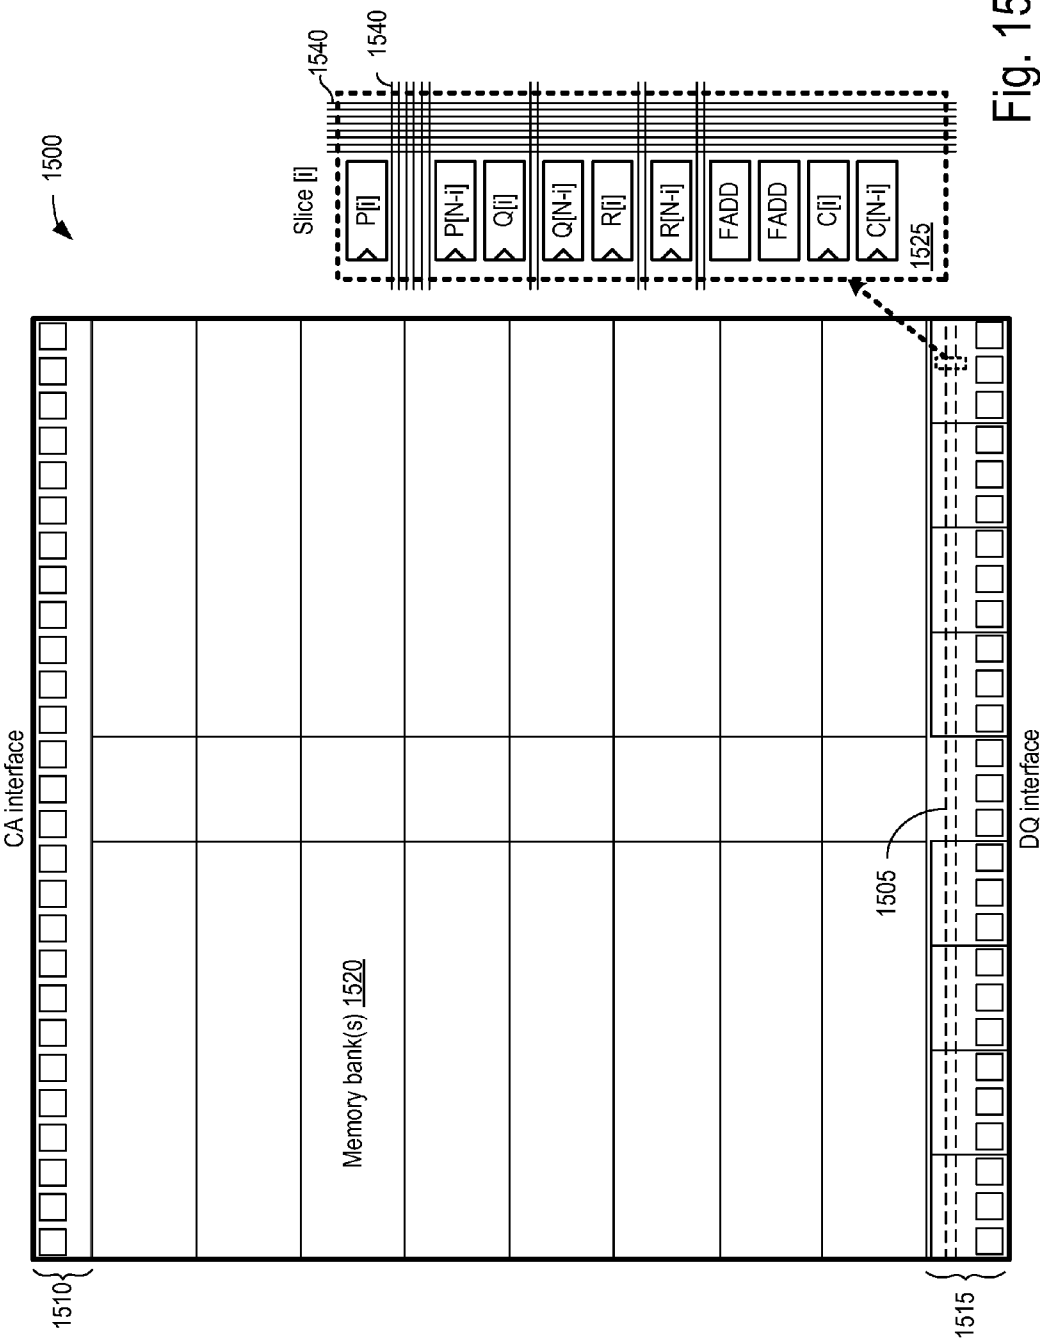 1500
CA interface
1510
Memory bank(s) 1520
1505
1515
DQ interface
Slice [i]
1540
1540
P[i]
P[N-i]
Q[i]
Q[N-i]
R[i]
R[N-i]
FADD
FADD
C[i]
C[N-i]
1525
Fig. 15